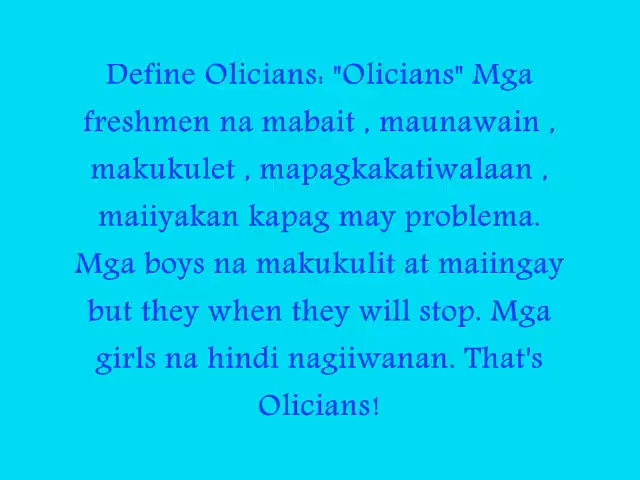 Define Olicians: "Olicians" Mga
freshmen na mabait , maunawain ,
makukulet , mapagkakatiwalaan ,
maiiyakan kapag may problema.
Mga boys na makukulit at maiingay
but they when they will stop. Mga
girls na hindi nagiiwanan. That's
Olicians!